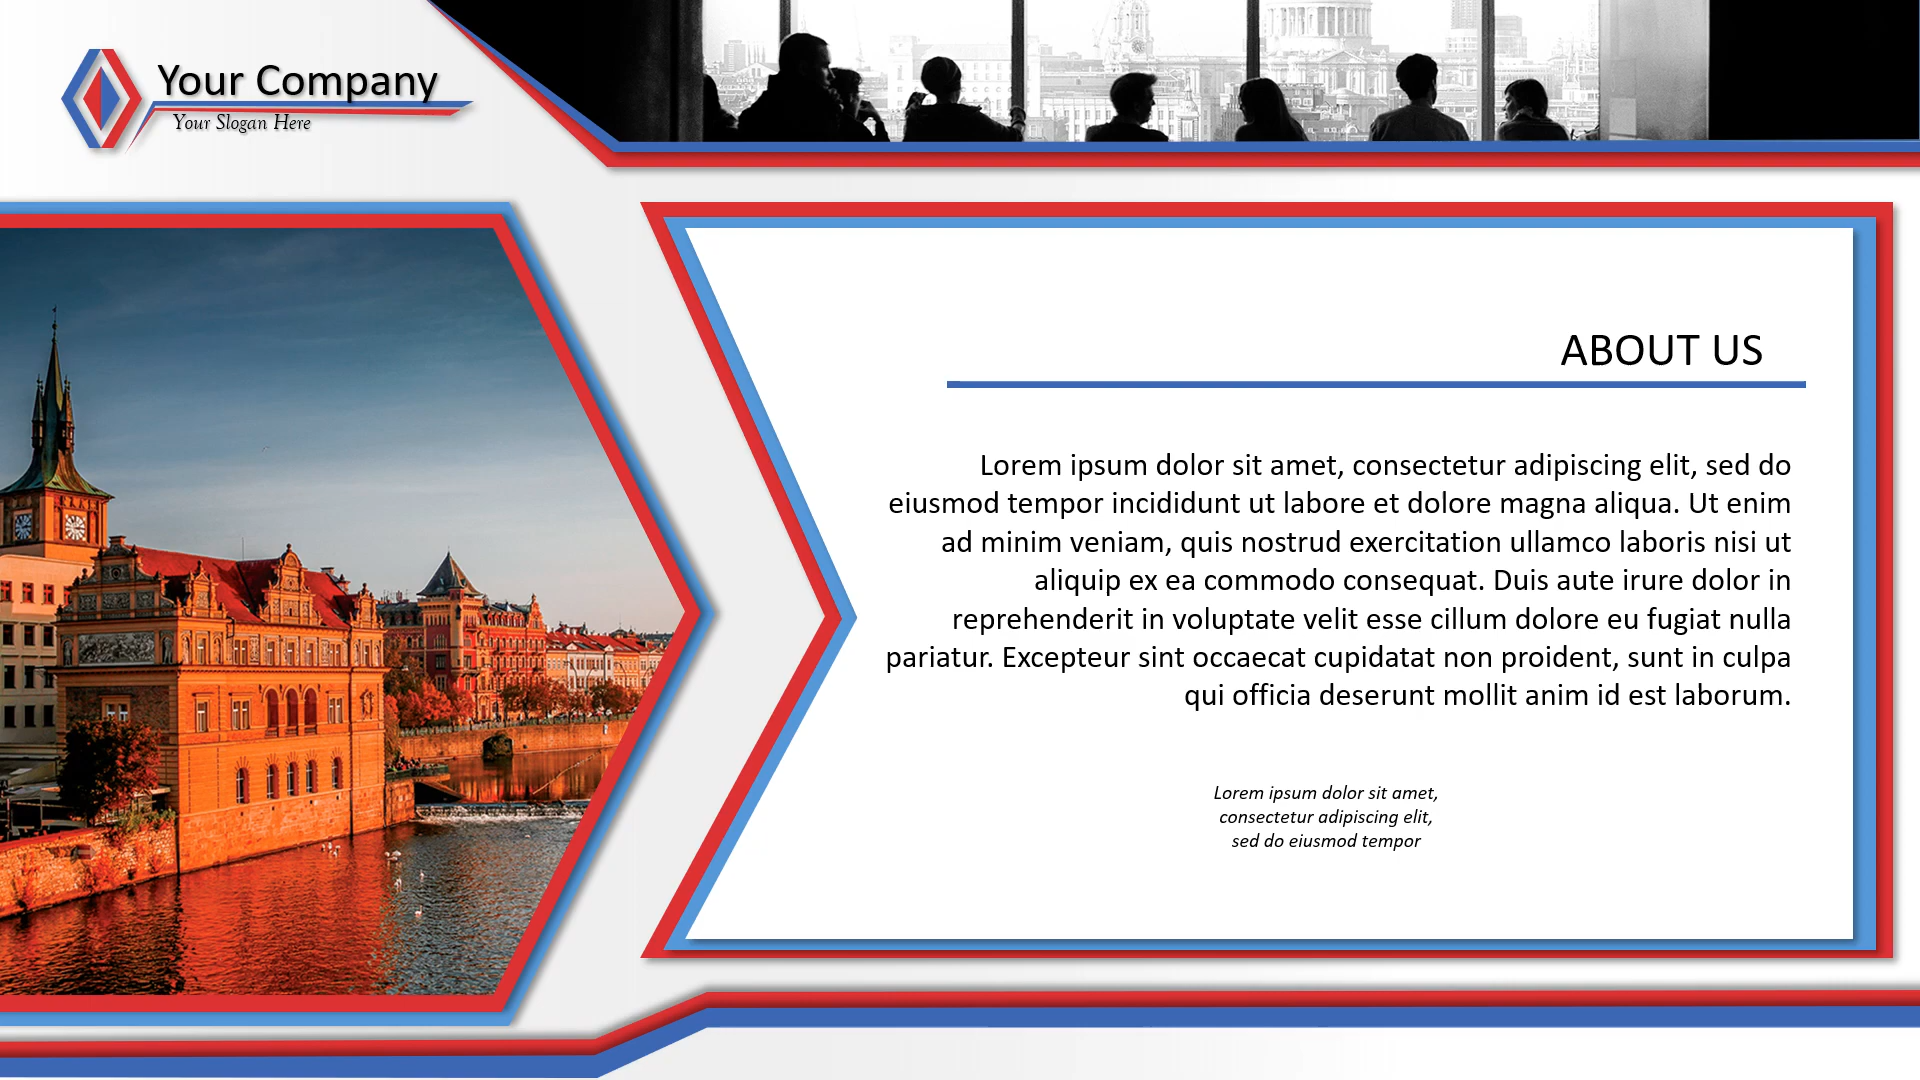 Your Company
Your Slogan Here
ABOUT US
Lorem ipsum dolor sit amet, consectetur adipiscing elit, sed do
eiusmod tempor incididunt ut labore et dolore magna aliqua. Ut enim
ad minim veniam, quis nostrud exercitation ullamco laboris nisi ut
aliquip ex ea commodo consequat. Duis aute irure dolor in
reprehenderit in voluptate velit esse cillum dolore eu fugiat nulla
pariatur. Excepteur sint occaecat cupidatat non proident, sunt in culpa
qui officia deserunt mollit anim id est laborum.
Lorem ipsum dolor sit amet,
consectetur adipiscing elit,
sed do eiusmod tempor